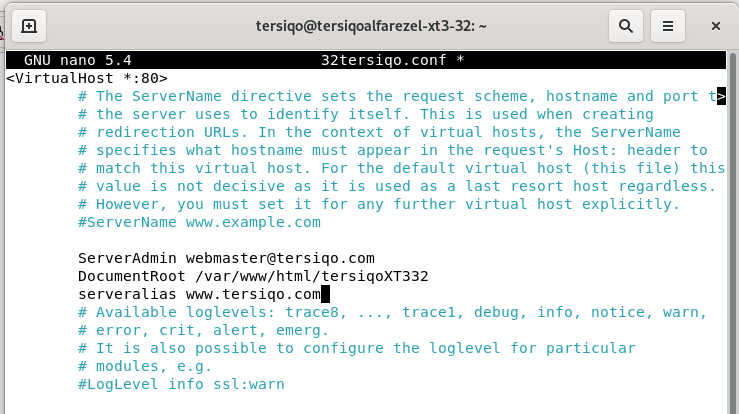 tersiqo@tersiqoalfarezel-xt3-32: ~
GNU nano 5.4 32tersiqo.conf *
<VirtualHost *:80>
# The ServerName directive sets the request scheme, hostname and port t>
# the server uses to identify itself. This is used when creating
# redirection URLs. In the context of virtual hosts, the ServerName
# specifies what hostname must appear in the request's Host: header to
# match this virtual host. For the default virtual host (this file) this
# value is not decisive as it is used as a last resort host regardless.
# However, you must set it for any further virtual host explicitly.
#ServerName www.example.com
ServerAdmin webmaster@tersiqo.com
DocumentRoot /var/www/html/tersiqoXT332
serveralias www.tersiqo.com
# Available loglevels: trace8, ..., trace1, debug, info, notice, warn,
# error, crit, alert, emerg.
# It is also possible to configure the loglevel for particular
# modules, e.g.
#LogLevel info ssl:warn